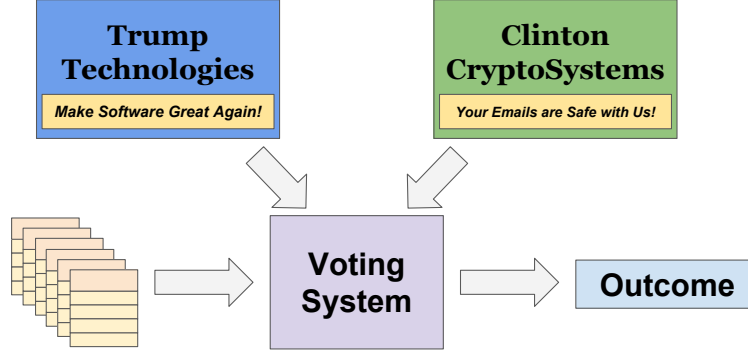 Trump
Technologies
Make Software Great Again!
Clinton
CryptoSystems
Your Emails are Safe with Us!
Voting
System
Outcome